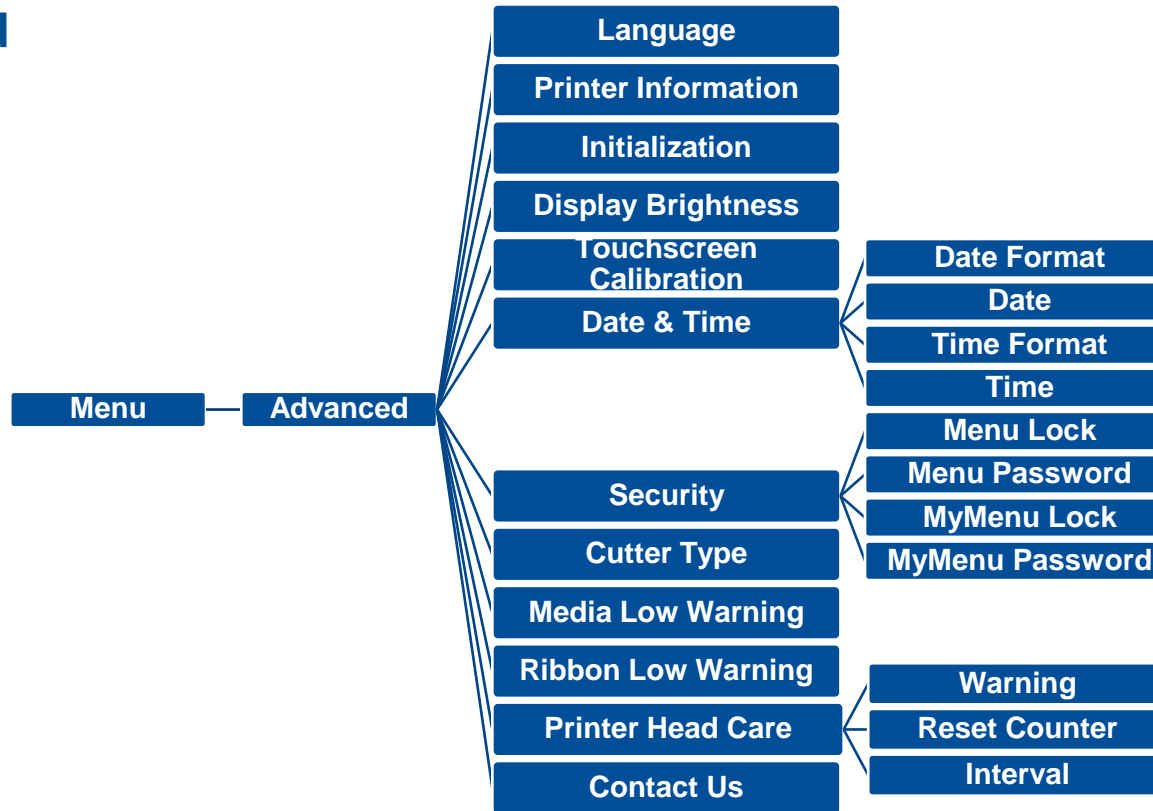 Language
Printer Information
Initialization
Display Brightness
Touchscreen
Calibration
Date & Time
Date Format
Date
Time Format
Time
Menu
Advanced
Menu Lock
Menu Password
MyMenu Lock
MyMenu Password
Security
Cutter Type
Media Low Warning
Ribbon Low Warning
Printer Head Care
Warning
Reset Counter
Interval
Contact Us